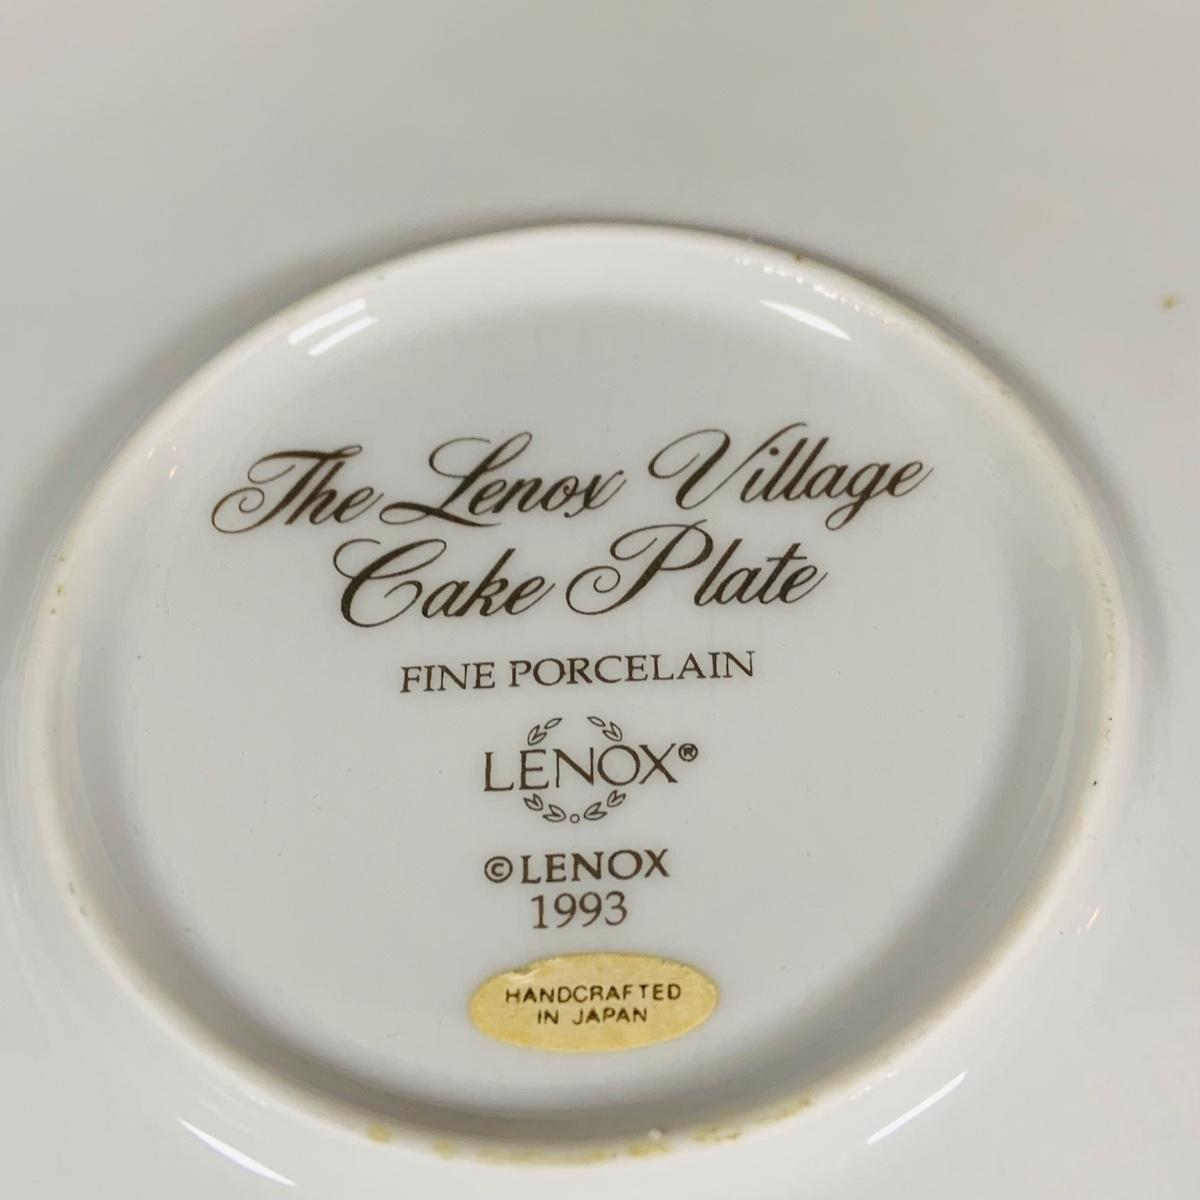 The Lenox Village
Cake Plate
FINE PORCELAIN
LENOX®
©LENOX
1993
HANDCRAFTED
IN JAPAN